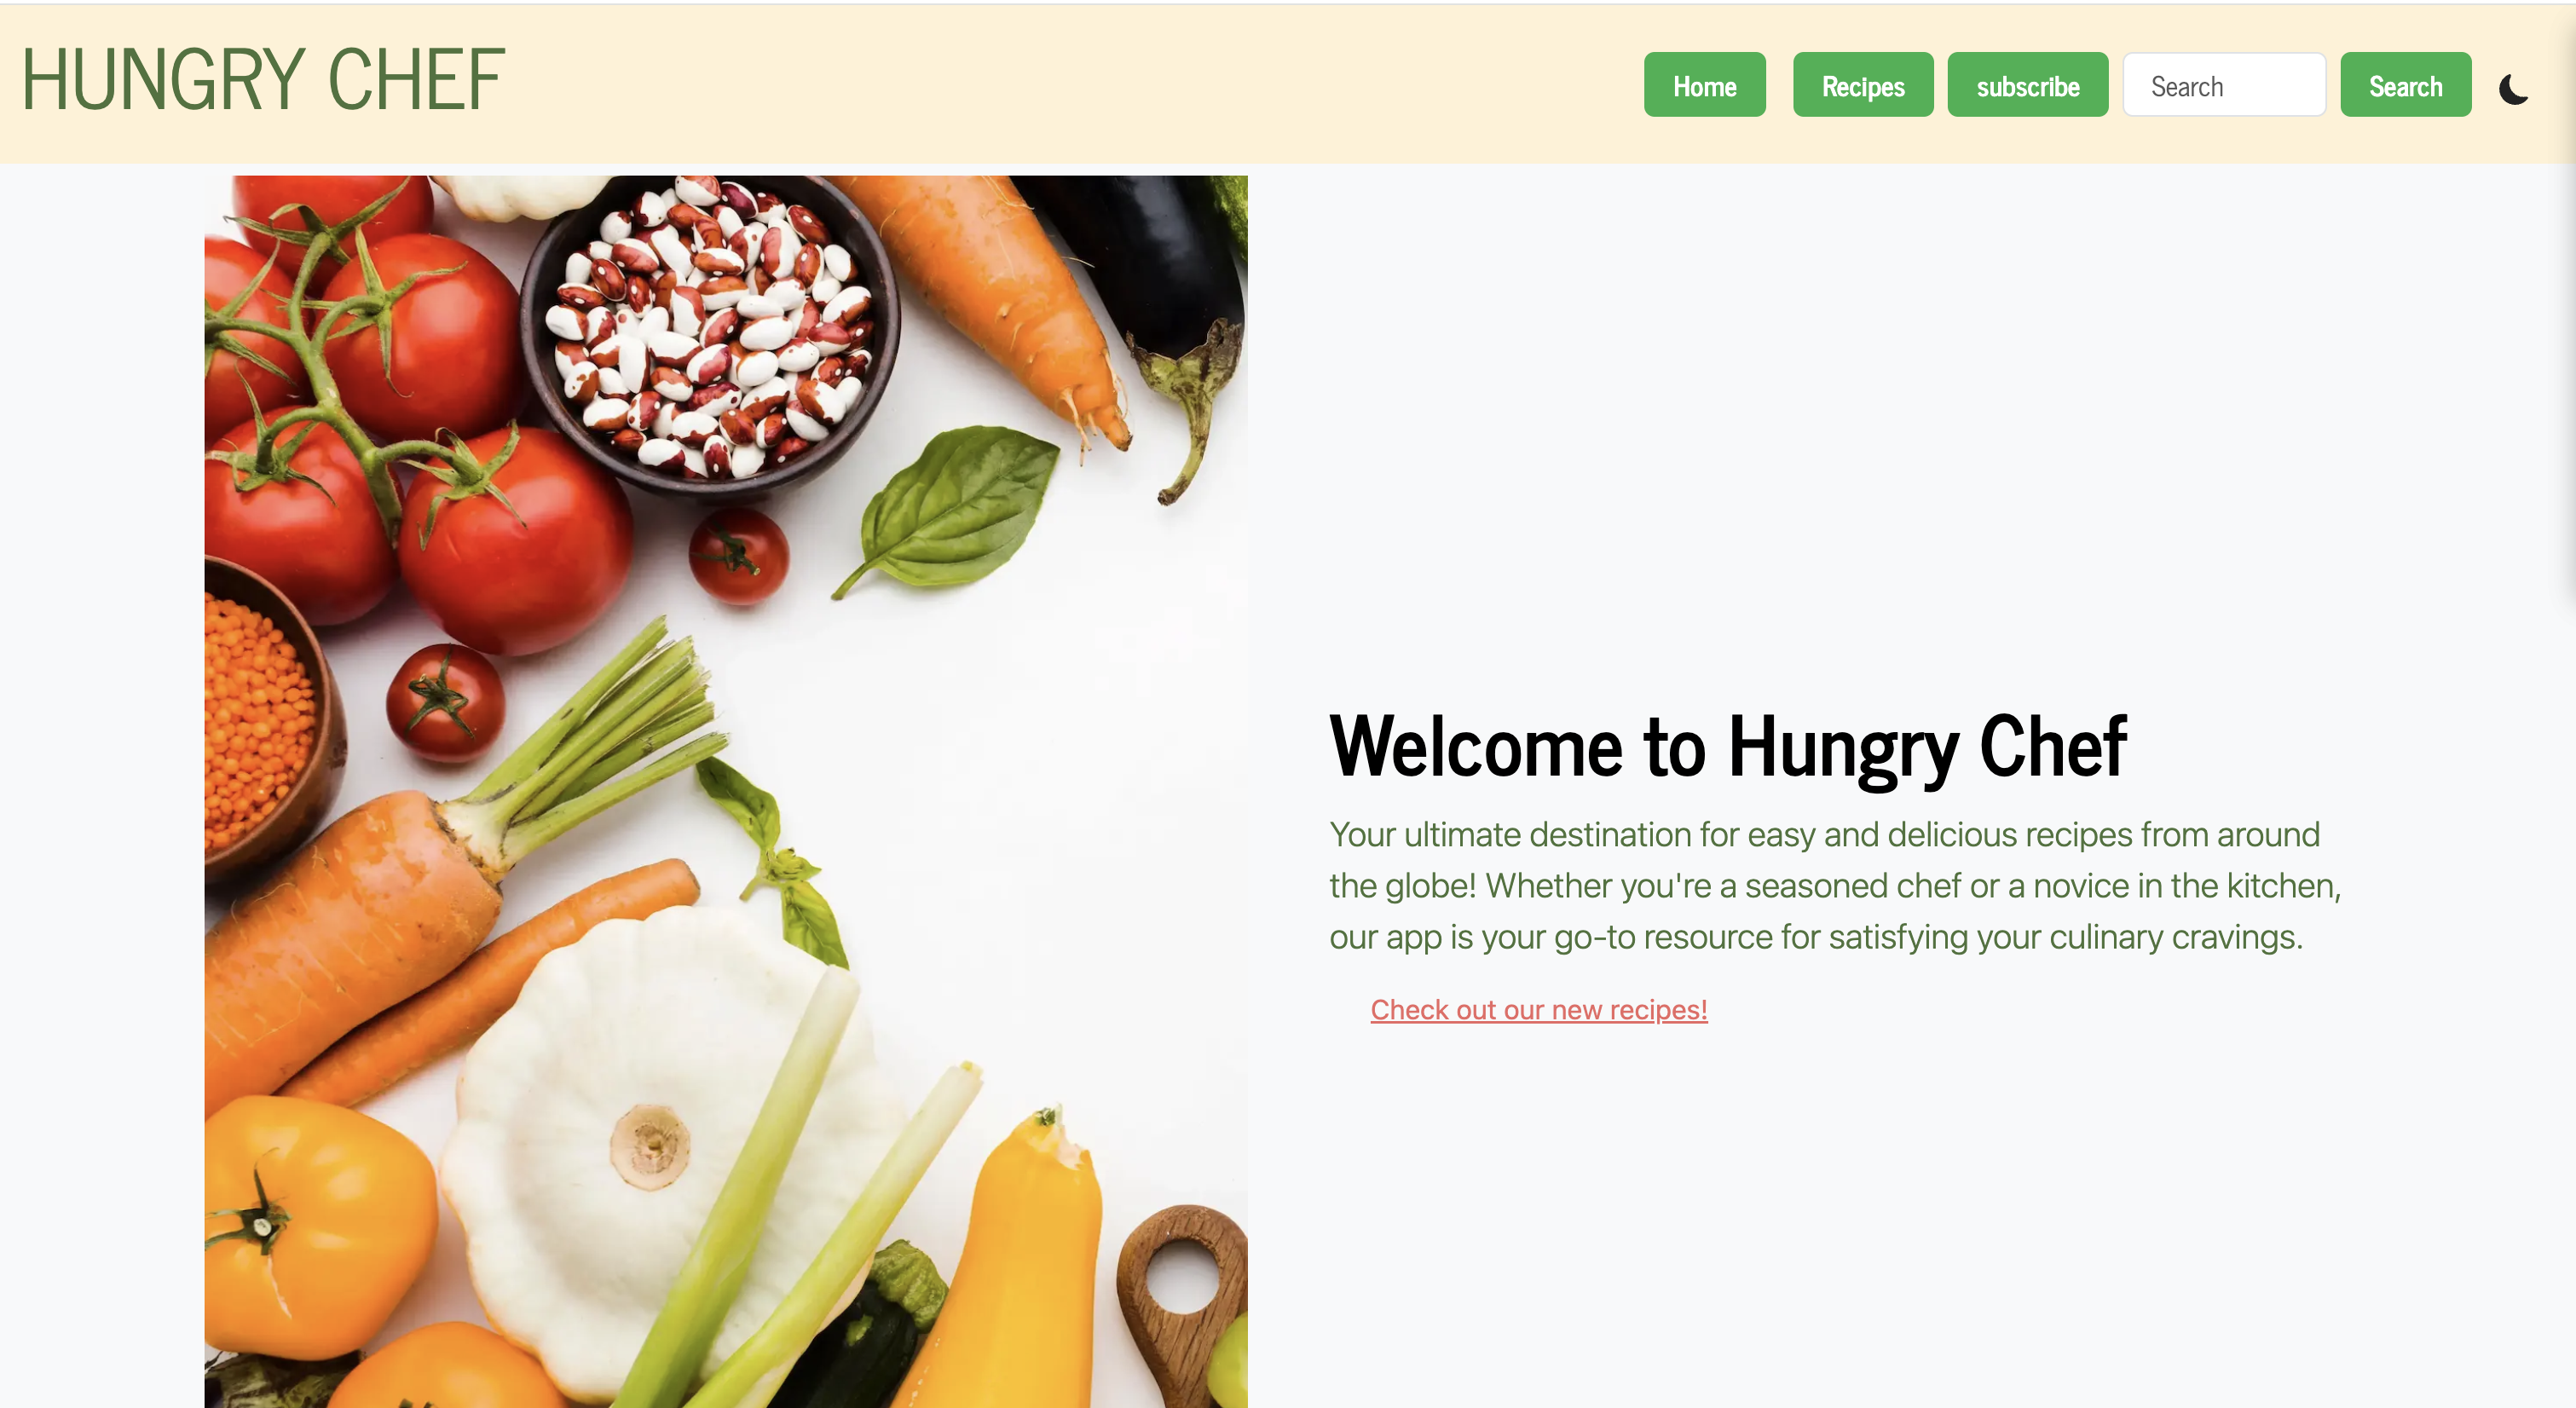 HUNGRY CHEF
Home
Recipes
subscribe
Search
Search
Welcome to Hungry Chef
Your ultimate destination for easy and delicious recipes from around
the globe! Whether you're a seasoned chef or a novice in the kitchen,
our app is your go-to resource for satisfying your culinary cravings.
Check out our new recipes!